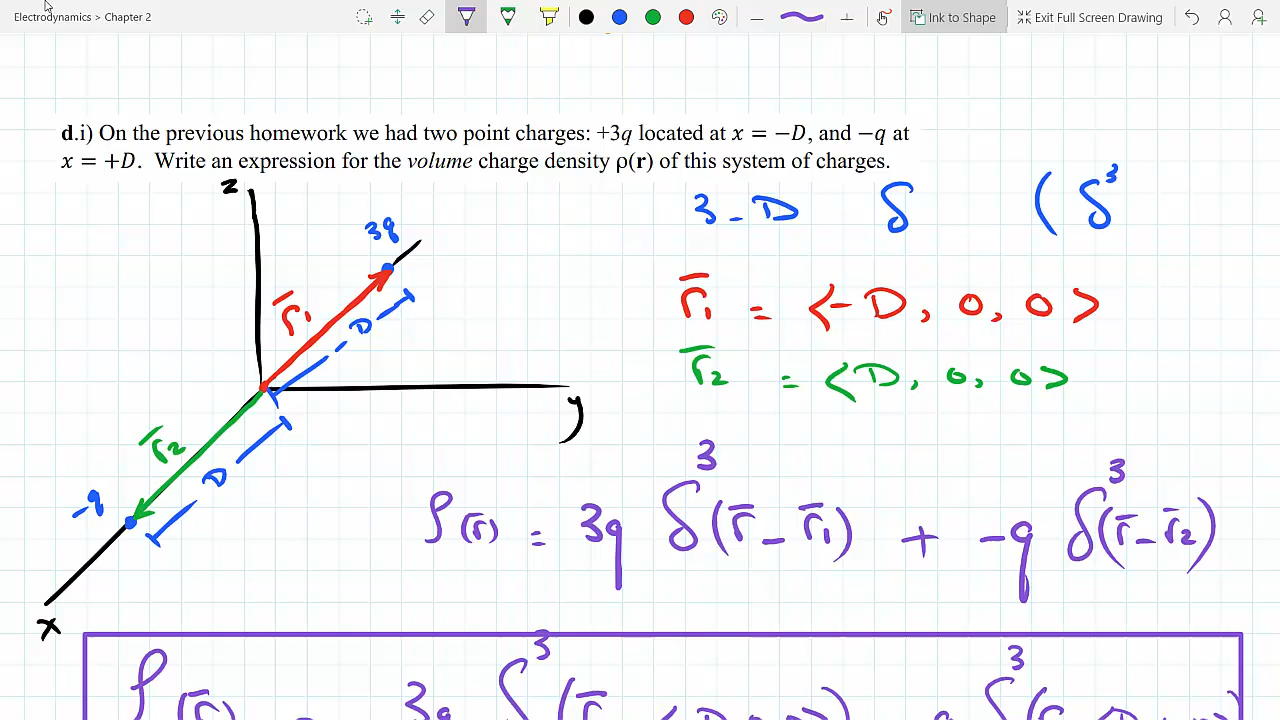 Electrodynamics > Chapter 2
Ink to Shape
Exit Full Screen Drawing
d.i) On the previous homework we had two point charges: +3q located at x = −D, and −q at
x = +D. Write an expression for the volume charge density ρ(r) of this system of charges.
z
3q
3 - D δ (δ³
r̄₁
D
r̄₁ = <-D, 0, 0>
r̄₂ = <D, 0, 0>
y
r̄₂
D
-q
ρ(r̄) = 3q δ³(r̄ - r̄₁) + -q δ³(r̄ - r̄₂)
x